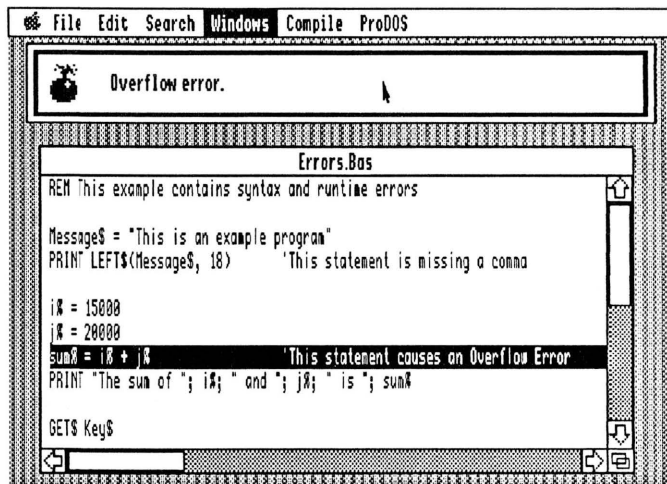 File Edit Search Windows Compile ProDOS
Overflow error.
Errors.Bas
REM This example contains syntax and runtime errors
Message$ = "This is an example program"
PRINT LEFT$(Message$, 18) 'This statement is missing a comma
i% = 15000
j% = 20000
sum% = i% + j% 'This statement causes an Overflow Error
PRINT "The sum of "; i%; " and "; j%; " is "; sum%
GET$ Key$